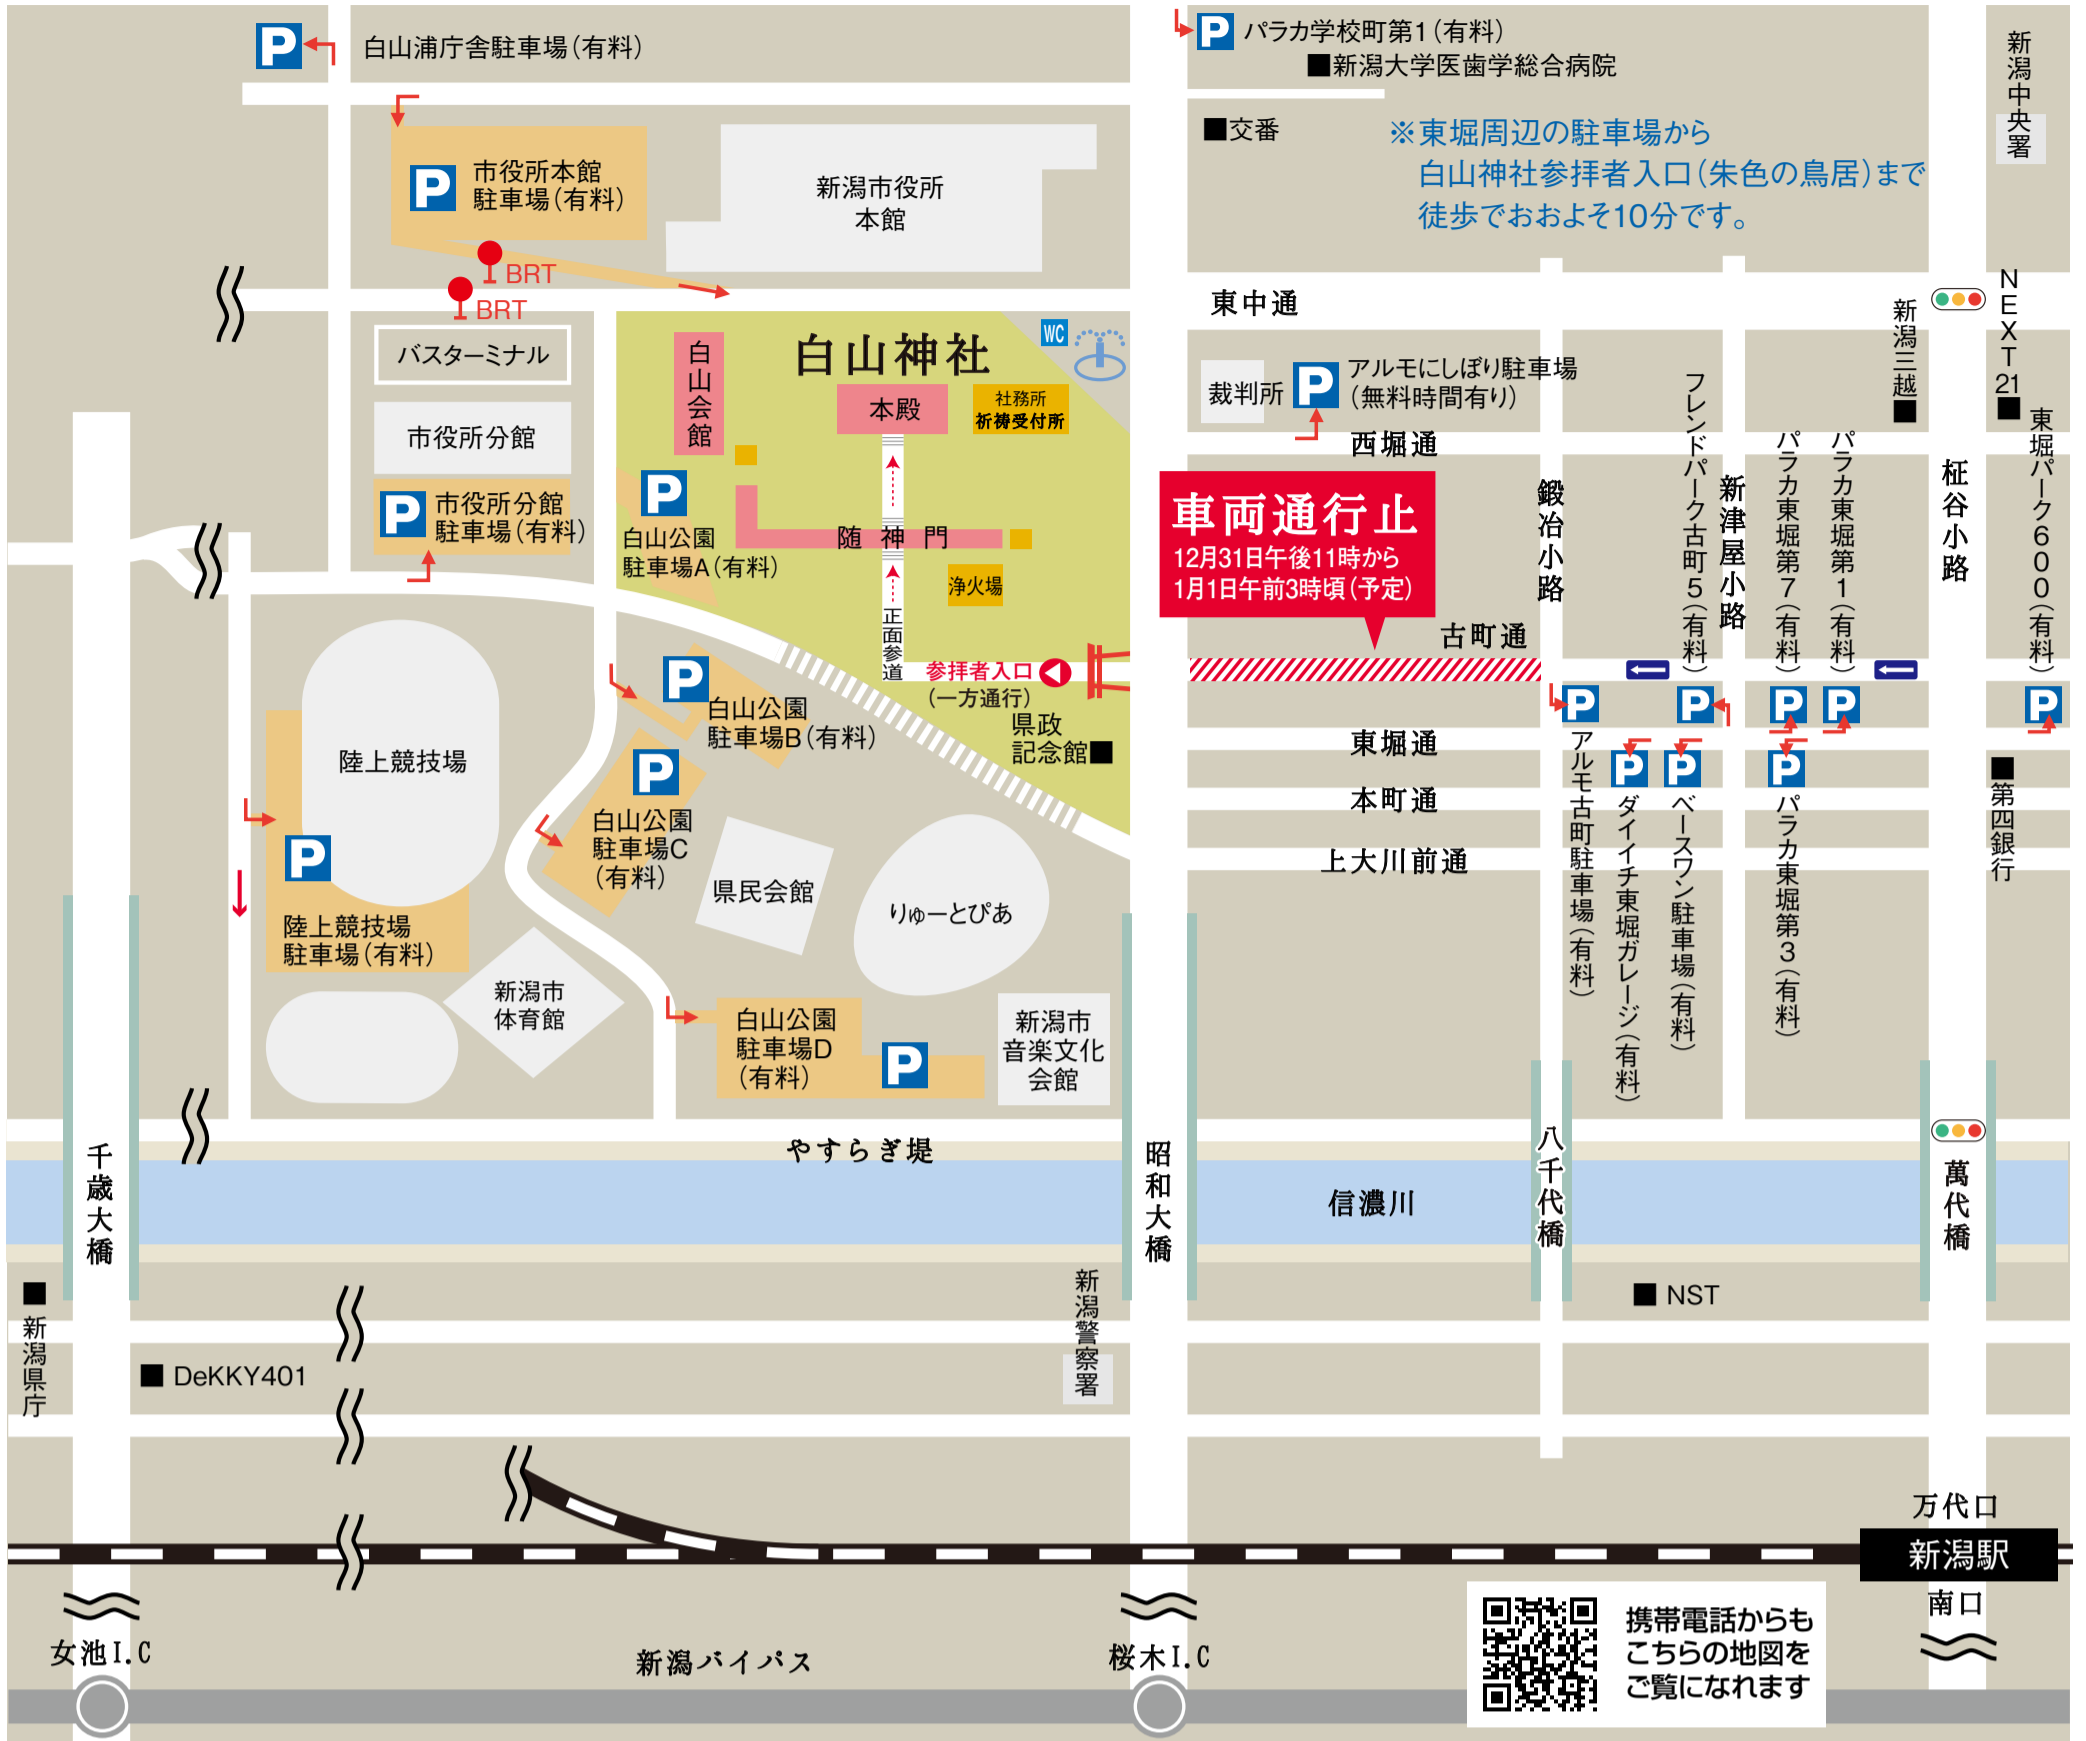 P 白山浦庁舎駐車場(有料)
P パラカ学校町第1(有料)
■新潟大学医歯学総合病院
■交番
新潟中央署
※東堀周辺の駐車場から
白山神社参拝者入口(朱色の鳥居)まで
徒歩でおおよそ10分です。
P 市役所本館
駐車場(有料)
新潟市役所
本館
BRT
BRT
バスターミナル
市役所分館
P 市役所分館
駐車場(有料)
白山神社
WC
白山会館
本殿
社務所
祈祷受付所
P
白山公園
駐車場A(有料)
随神門
浄火場
正面参道
参拝者入口
(一方通行)
県政
記念館■
東中通
裁判所
P アルモにしぼり駐車場
(無料時間有り)
西堀通
車両通行止
12月31日午後11時から
1月1日午前3時頃(予定)
古町通
東堀通
本町通
上大川前通
鍛冶小路
フレンドパーク古町5(有料)
P
新津屋小路
パラカ東堀第7(有料)
P
パラカ東堀第1(有料)
P
新潟三越■
柾谷小路
NEXT21■
東堀パーク600(有料)
P
P
アルモ古町駐車場(有料)
P
ダイイチ東堀ガレージ(有料)
P
ベースワン駐車場(有料)
P
パラカ東堀第3(有料)
■第四銀行
陸上競技場
P
陸上競技場
駐車場(有料)
P
白山公園
駐車場B(有料)
P
白山公園
駐車場C
(有料)
県民会館
りゅーとぴあ
新潟市
体育館
白山公園
駐車場D
(有料)
P
新潟市
音楽文化
会館
やすらぎ堤
信濃川
千歳大橋
昭和大橋
八千代橋
萬代橋
■新潟県庁
■ DeKKY401
新潟警察署
■ NST
万代口
新潟駅
南口
女池I.C
新潟バイパス
桜木I.C
携帯電話からも
こちらの地図を
ご覧になれます